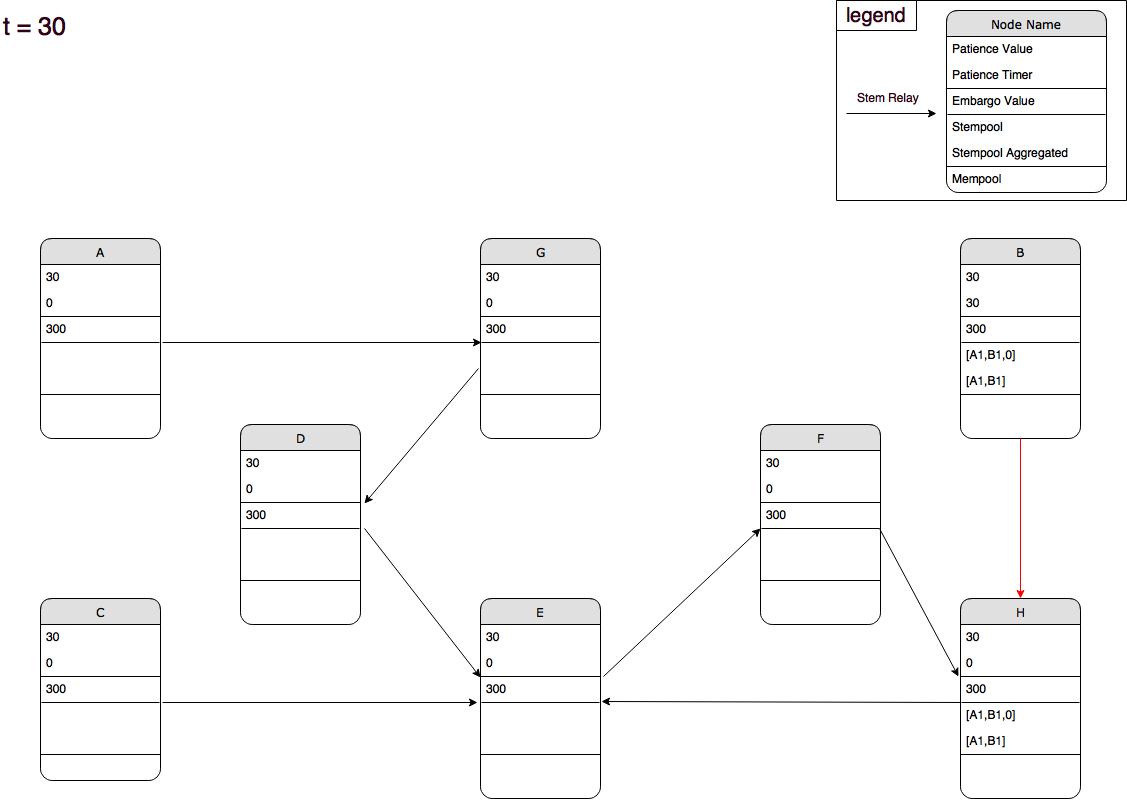 t = 30
legend
Stem Relay
Node Name
Patience Value
Patience Timer
Embargo Value
Stempool
Stempool Aggregated
Mempool
A
30
0
300
G
30
0
300
B
30
30
300
[A1,B1,0]
[A1,B1]
D
30
0
300
F
30
0
300
C
30
0
300
E
30
0
300
H
30
0
300
[A1,B1,0]
[A1,B1]